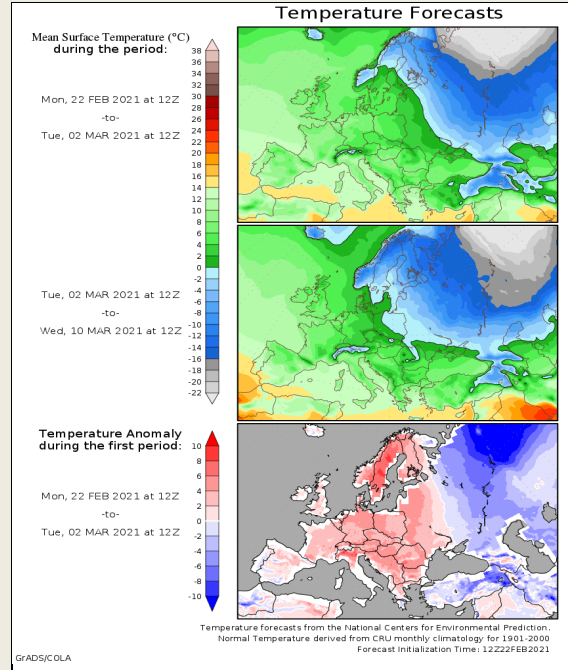 Temperature Forecasts
Mean Surface Temperature (°C)
during the period:
Mon, 22 FEB 2021 at 12Z
-to-
Tue, 02 MAR 2021 at 12Z
38
36
34
32
30
28
26
24
22
20
18
16
14
12
10
8
6
4
2
0
-2
-4
-6
-8
-10
-12
-14
-16
-18
-20
-22
Tue, 02 MAR 2021 at 12Z
-to-
Wed, 10 MAR 2021 at 12Z
Temperature Anomaly
during the first period:
Mon, 22 FEB 2021 at 12Z
-to-
Tue, 02 MAR 2021 at 12Z
10
8
6
4
2
0
-2
-4
-6
-8
-10
Temperature forecasts from the National Centers for Environmental Prediction.
Normal Temperature derived from CRU monthly climatology for 1901-2000
Forecast Initialization Time: 12Z22FEB2021
GrADS/COLA